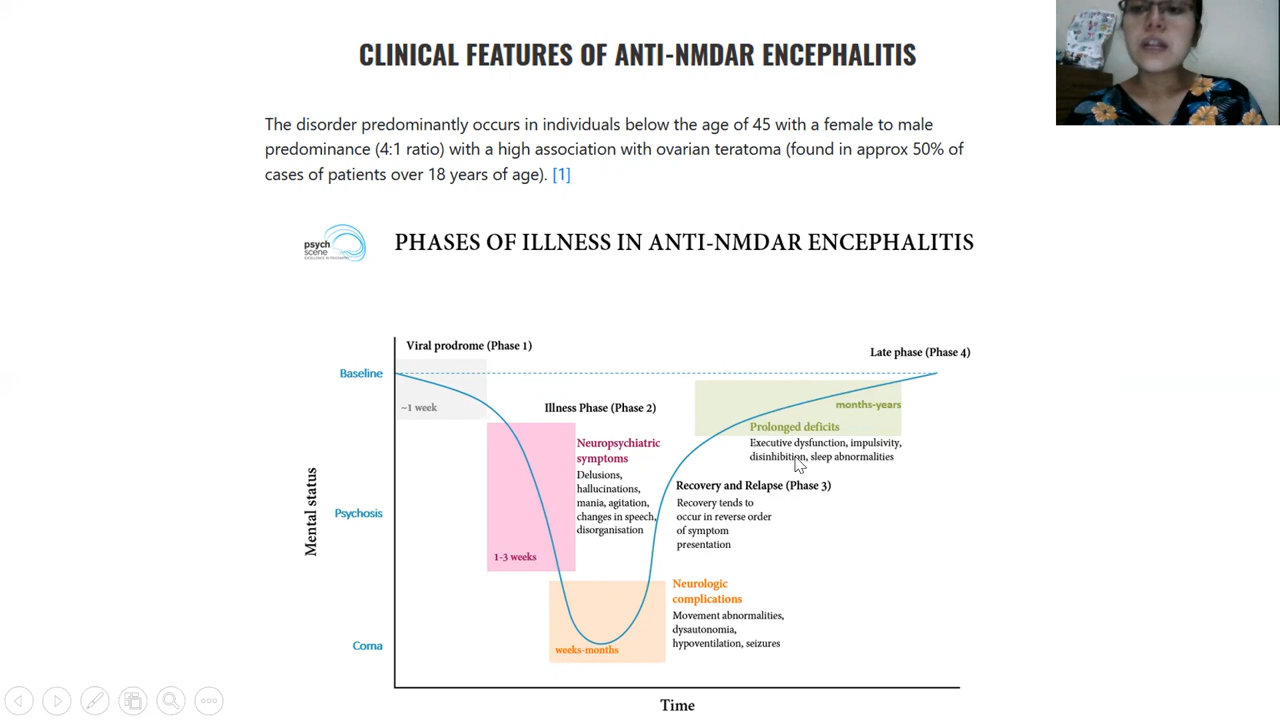 CLINICAL FEATURES OF ANTI-NMDAR ENCEPHALITIS
The disorder predominantly occurs in individuals below the age of 45 with a female to male
predominance (4:1 ratio) with a high association with ovarian teratoma (found in approx 50% of
cases of patients over 18 years of age). [1]
psych
scene
EXCELLENCE IN PSYCHIATRY
PHASES OF ILLNESS IN ANTI-NMDAR ENCEPHALITIS
Viral prodrome (Phase 1)
Late phase (Phase 4)
Baseline
~1 week
Illness Phase (Phase 2)
months-years
Prolonged deficits
Executive dysfunction, impulsivity,
disinhibition, sleep abnormalities
Neuropsychiatric
symptoms
Delusions,
hallucinations,
mania, agitation,
changes in speech,
disorganisation
1-3 weeks
Recovery and Relapse (Phase 3)
Recovery tends to
occur in reverse order
of symptom
presentation
Mental status
Psychosis
Neurologic
complications
Movement abnormalities,
dysautonomia,
hypoventilation, seizures
Coma
weeks-months
Time